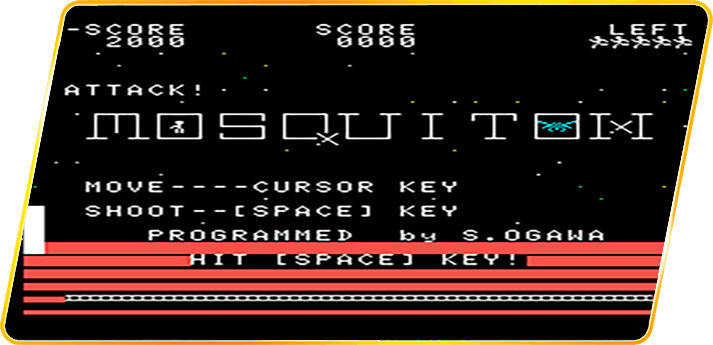 -SCORE SCORE LEFT
2000 0000
ATTACK!
MOSQUITON
MOVE----CURSOR KEY
SHOOT--[SPACE] KEY
PROGRAMMED by S.OGAWA
HIT [SPACE] KEY!